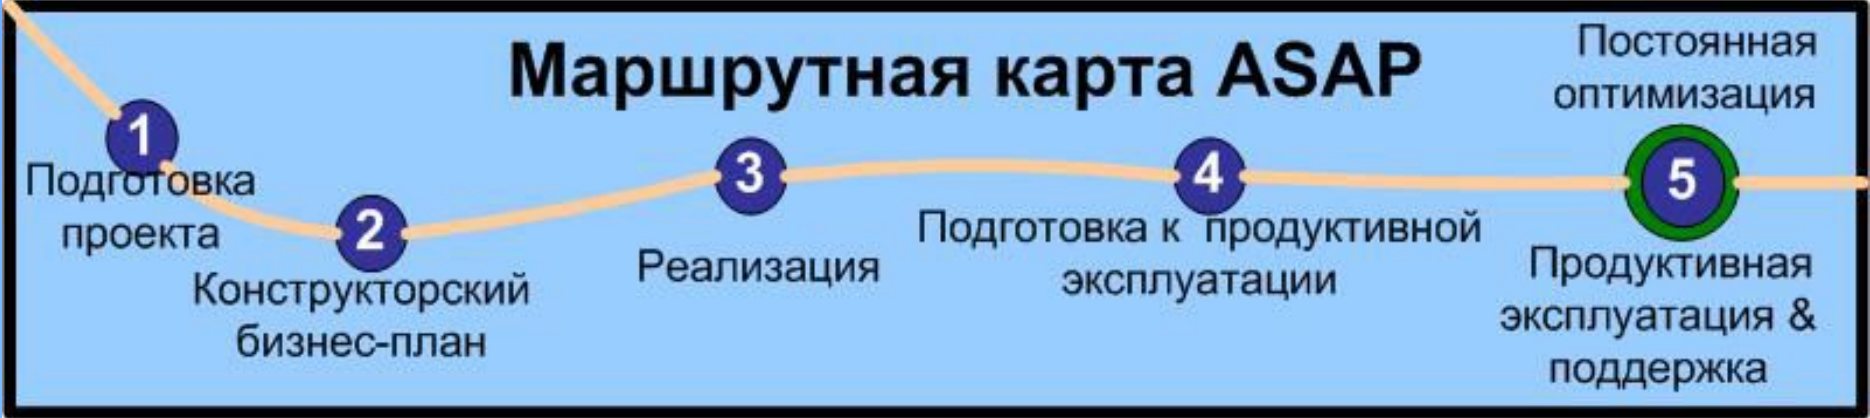 Маршрутная карта ASAP
1
Подготовка
проекта
2
Конструкторский
бизнес-план
3
Реализация
4
Подготовка к продуктивной
эксплуатации
Постоянная
оптимизация
5
Продуктивная
эксплуатация &
поддержка